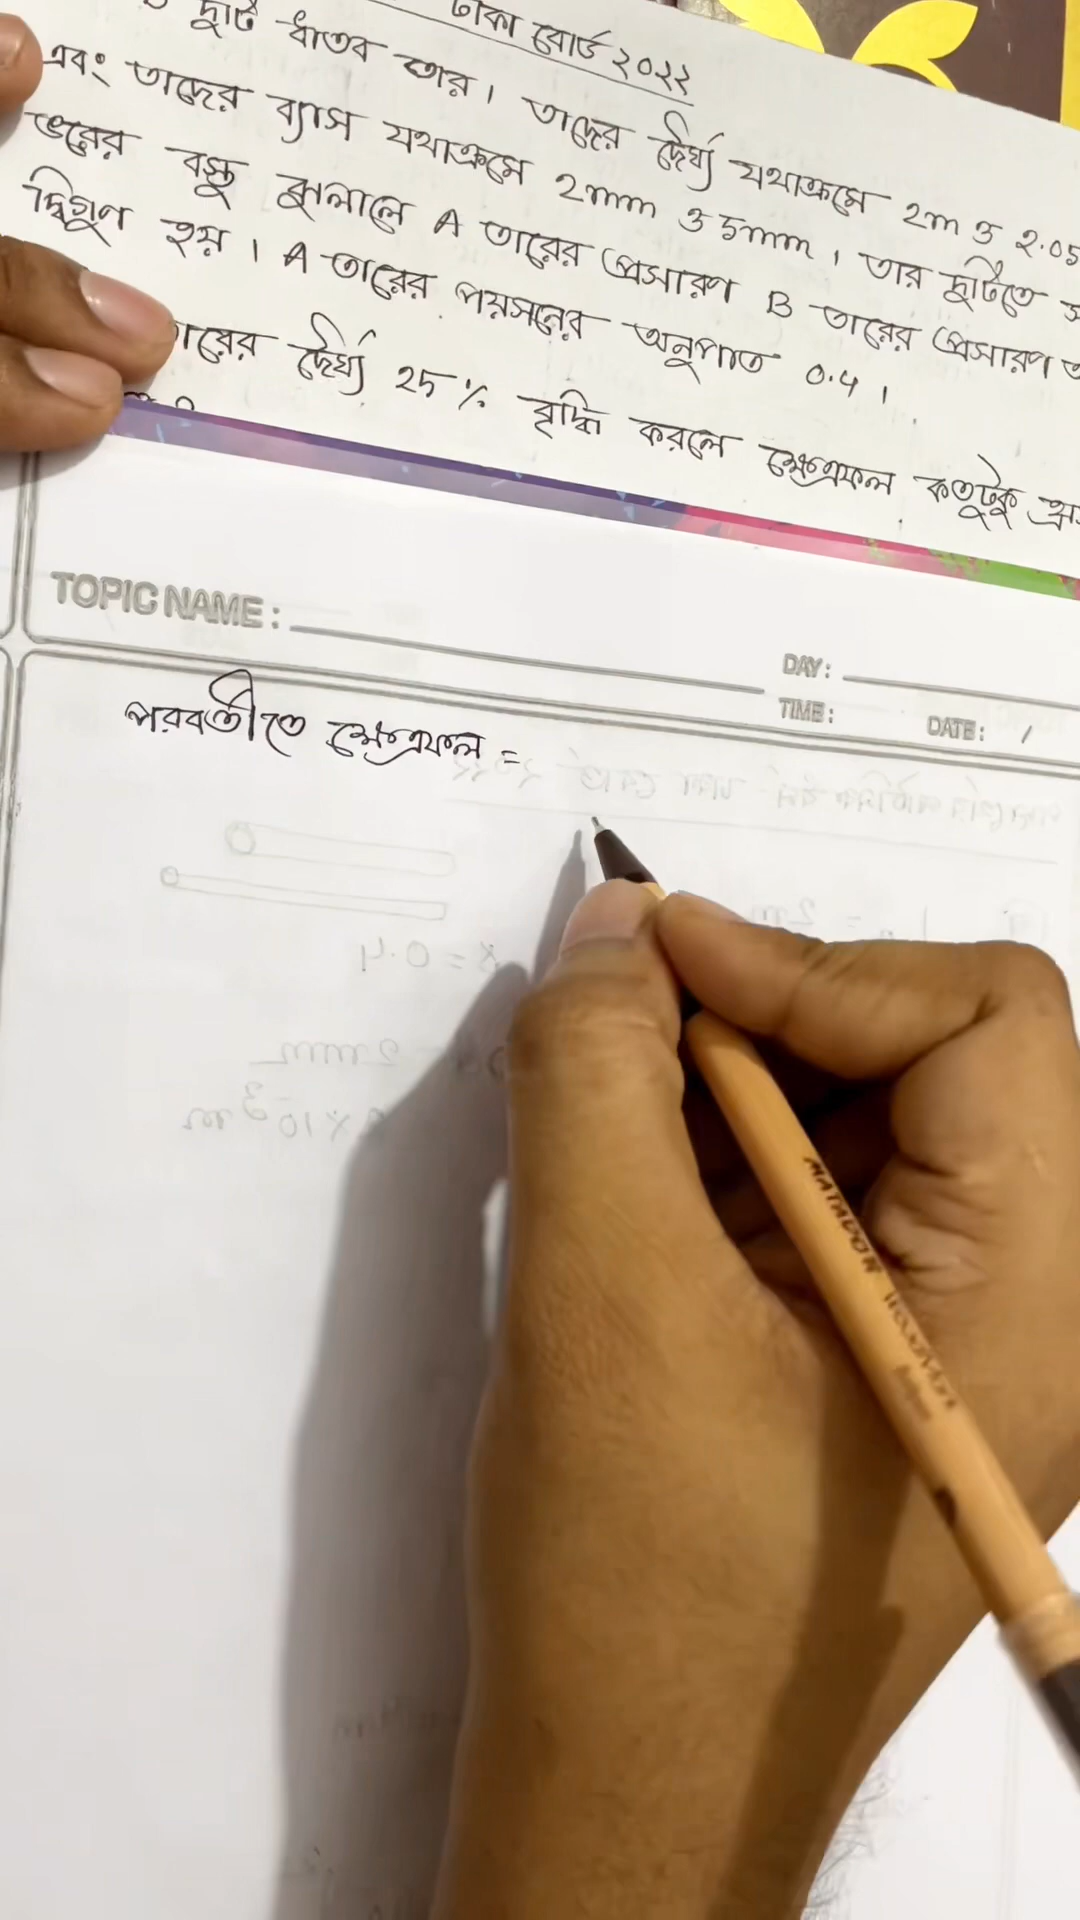 ঢাকা বোর্ড ২০২২
দুটি ধাতব তার। তাদের দৈর্ঘ্য যথাক্রমে 2m ও 2.05
এবং তাদের ব্যাস যথাক্রমে 2mm ও 5mm। তার দুটিতে স
ভরের বস্তু ঝুলালে A তারের প্রসারণ B তারের প্রসারণ
দ্বিগুণ হয়। A তারের পয়সনের অনুপাত 0.4।
তারের দৈর্ঘ্য 25% বৃদ্ধি করলে ক্ষেত্রফল কতটুকু
TOPIC NAME :
DAY :
TIME :
DATE : /
পরবর্তীতে ক্ষেত্রফল =
MATADOR